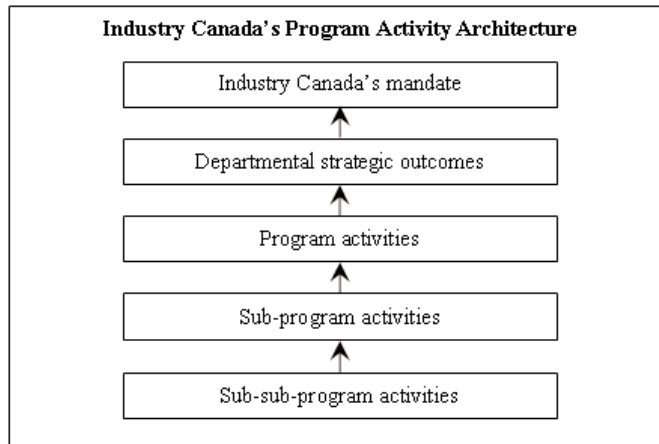 Industry Canada's Program Activity Architecture
Industry Canada's mandate
Departmental strategic outcomes
Program activities
Sub-program activities
Sub-sub-program activities